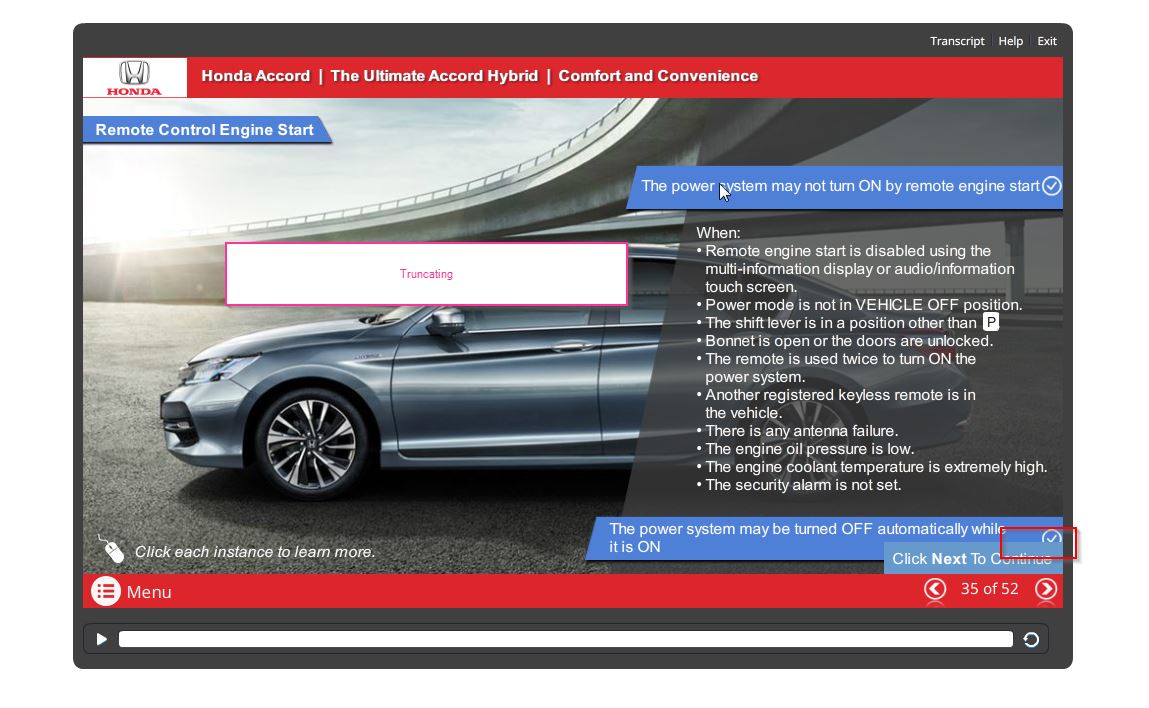 Transcript Help Exit
HONDA
Honda Accord | The Ultimate Accord Hybrid | Comfort and Convenience
Remote Control Engine Start
The power system may not turn ON by remote engine start
Truncating
When:
• Remote engine start is disabled using the
multi-information display or audio/information
touch screen.
• Power mode is not in VEHICLE OFF position.
• The shift lever is in a position other than P
• Bonnet is open or the doors are unlocked.
• The remote is used twice to turn ON the
power system.
• Another registered keyless remote is in
the vehicle.
• There is any antenna failure.
• The engine oil pressure is low.
• The engine coolant temperature is extremely high.
• The security alarm is not set.
The power system may be turned OFF automatically while
it is ON
Click each instance to learn more.
Click Next To Continue
Menu
35 of 52